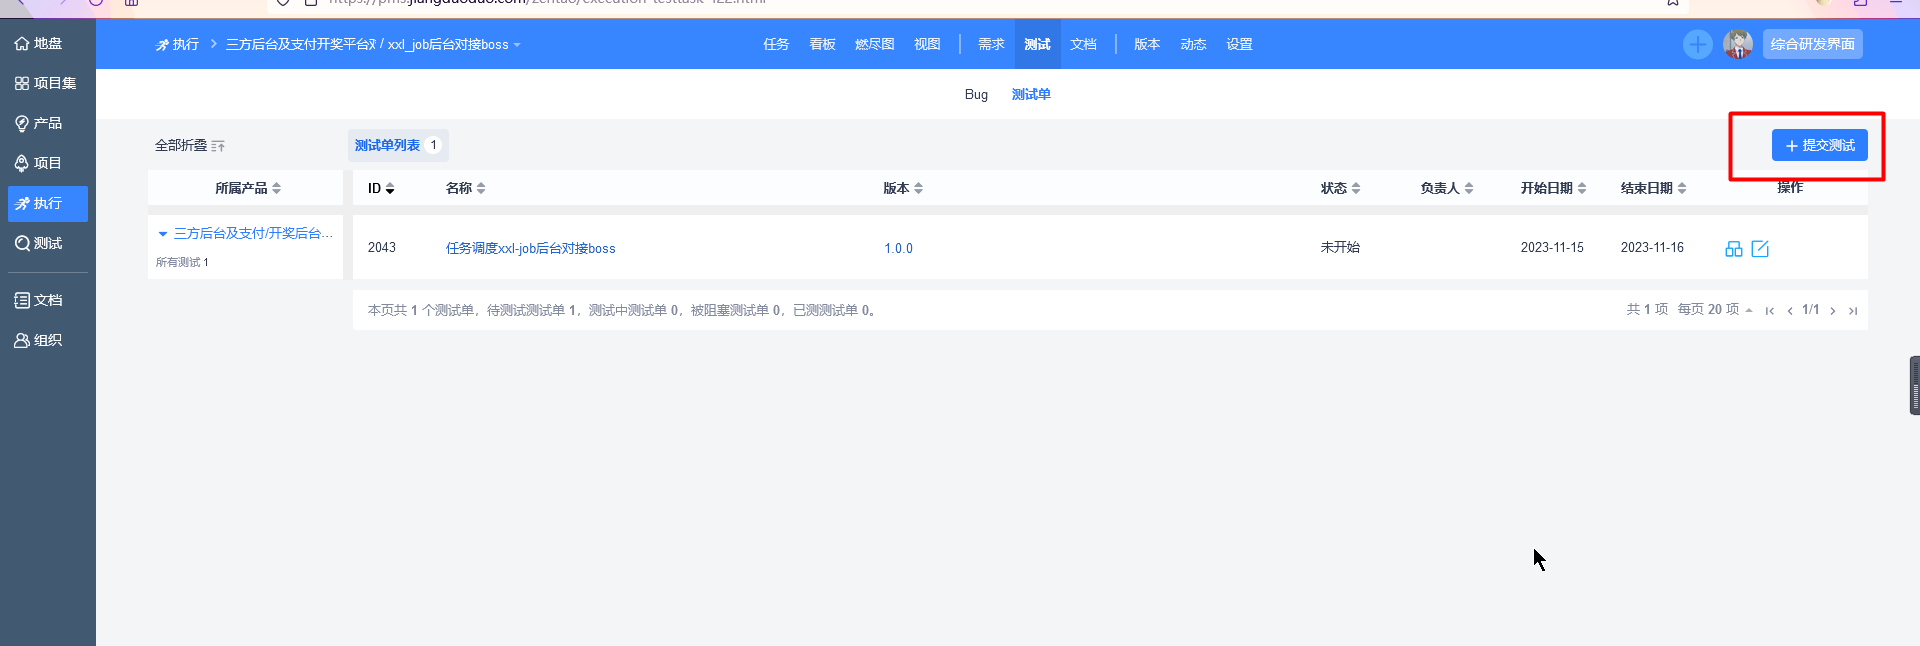 地盘
项目集
产品
项目
执行
测试
文档
组织
执行 > 三方后台及支付开奖平台 / xxl_job后台对接boss
任务 看板 燃尽图 视图 | 需求 测试 文档 | 版本 动态 设置
综合研发界面
Bug 测试单
全部折叠
测试单列表 1
+ 提交测试
所属产品
ID 名称 版本 状态 负责人 开始日期 结束日期 操作
三方后台及支付/开奖后台...
所有测试 1
2043 任务调度xxl-job后台对接boss 1.0.0 未开始 2023-11-15 2023-11-16
本页共 1 个测试单，待测试测试单 1，测试中测试单 0，被阻塞测试单 0，已测测试单 0。
共 1 项 每页 20 项 1/1